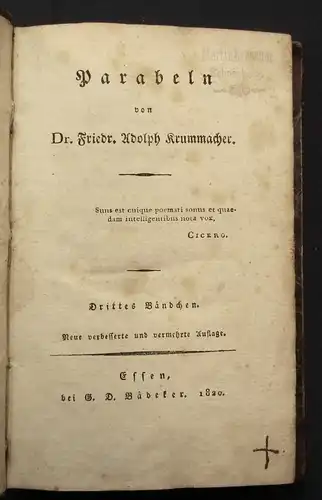 Parabeln
von
Dr. Friedr. Adolph Krummacher.
Suus est cuique poemati sonus et quae-
dam intelligentibus nota vox.
CICERO.
Drittes Bändchen.
Neue verbesserte und vermehrte Auflage.
Essen,
bei G. D. Bädeker. 1820.